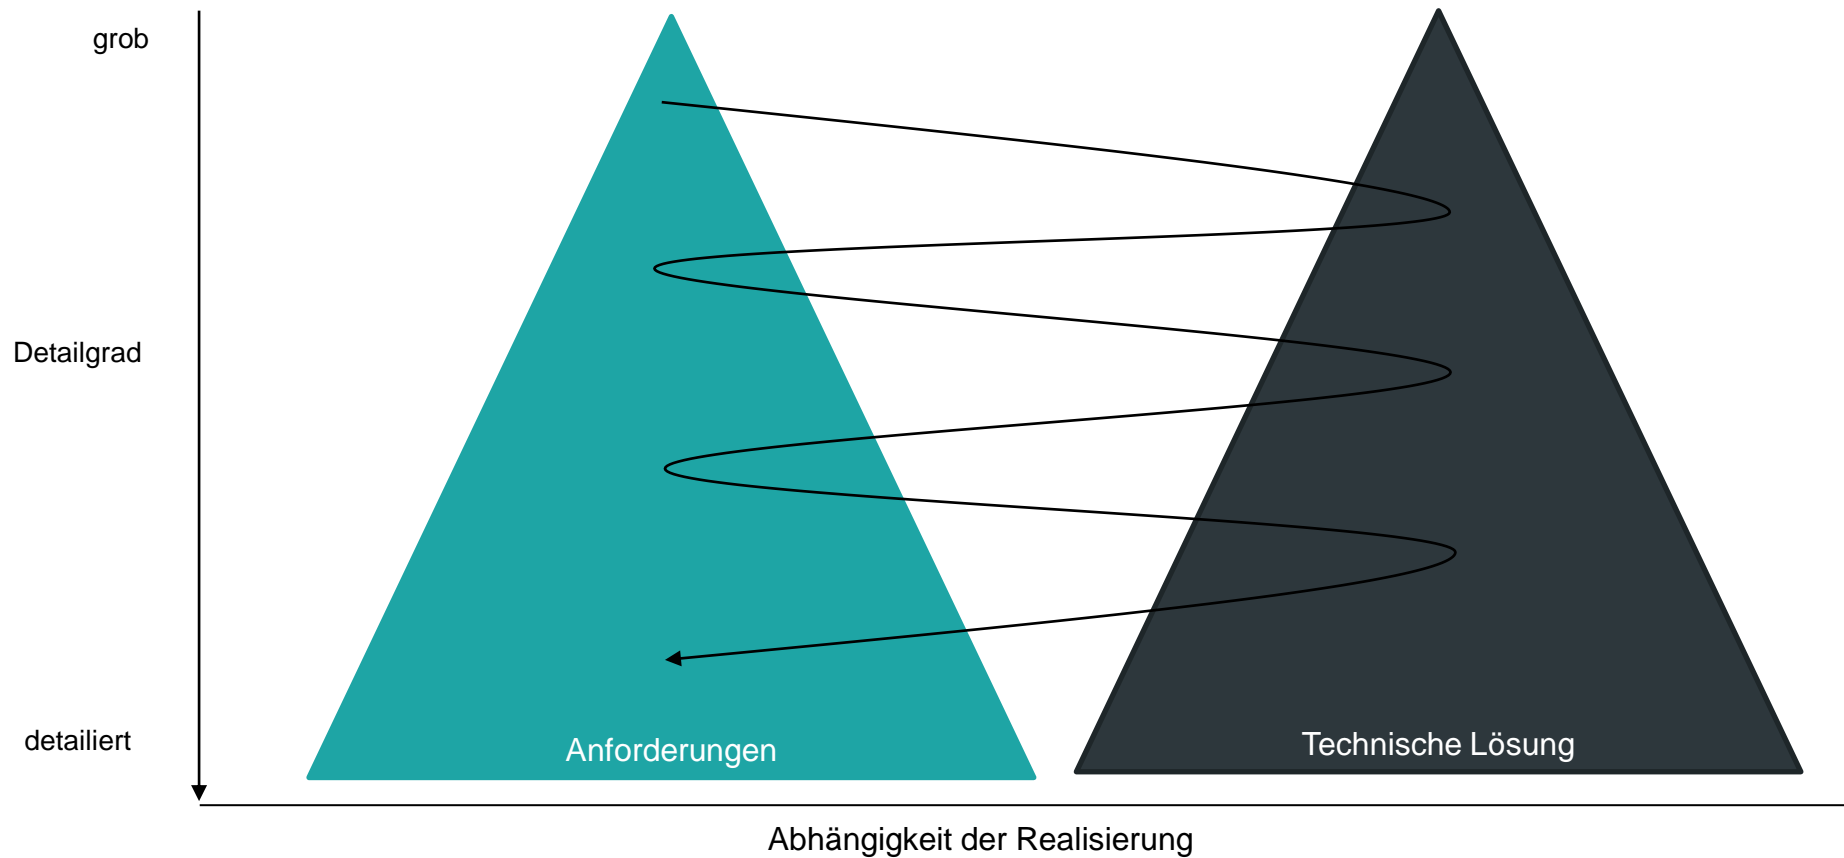 grob
Detailgrad
detailiert
Anforderungen
Technische Lösung
Abhängigkeit der Realisierung